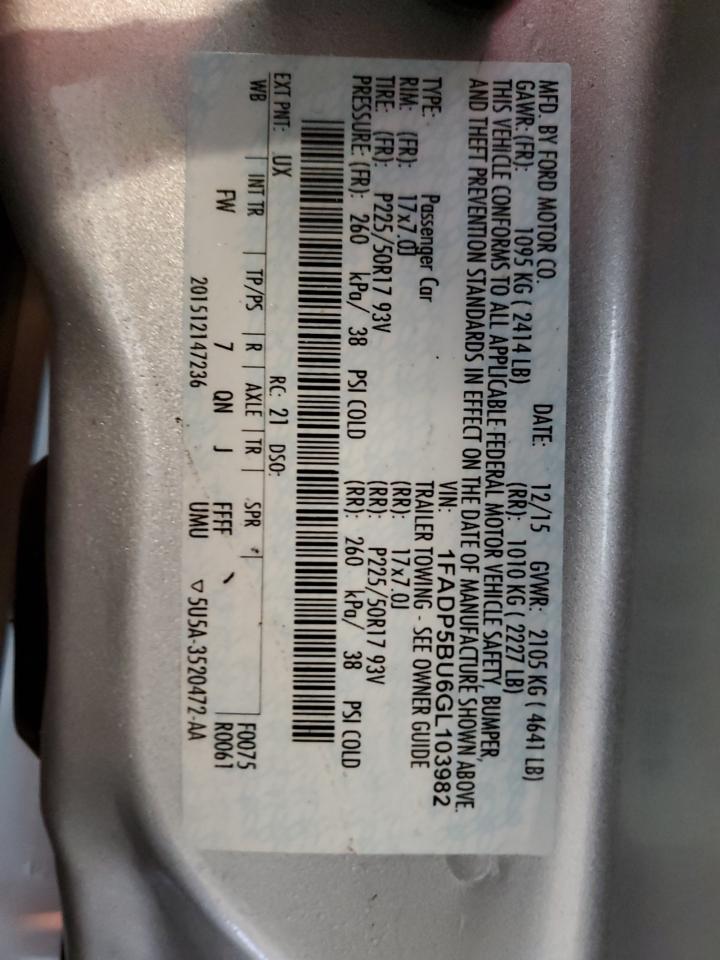 MFD. BY FORD MOTOR CO. DATE: 12/15 GVWR: 2105 KG ( 4641 LB)
GAWR: (FR): 1095 KG ( 2414 LB) (RR): 1010 KG ( 2227 LB)
THIS VEHICLE CONFORMS TO ALL APPLICABLE FEDERAL MOTOR VEHICLE SAFETY, BUMPER,
AND THEFT PREVENTION STANDARDS IN EFFECT ON THE DATE OF MANUFACTURE SHOWN ABOVE.
VIN: 1FADP5BU6GL103982
TYPE: Passenger Car TRAILER TOWING - SEE OWNER GUIDE
RIM: (FR): 17x7.0J (RR): 17x7.0J
TIRE: (FR): P225/50R17 93V (RR): P225/50R17 93V
PRESSURE: (FR): 260 kPa/ 38 PSI COLD (RR): 260 kPa/ 38 PSI COLD
EXT PNT: UX RC: 21 DSO:
WB INT TR TP/PS R AXLE TR SPR F0075
FW 7 QN J FFFF R0061
201512147236 UMU ▽5U5A-3520472-AA